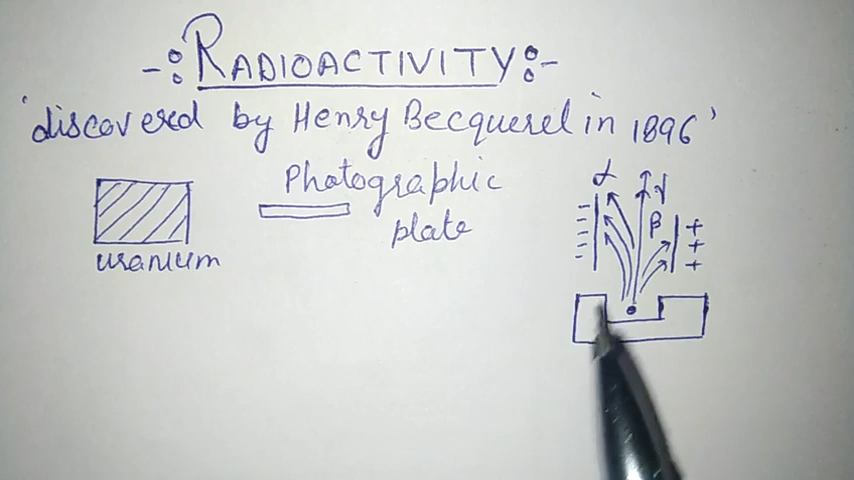 -:RADIOACTIVITY:-
'discovered by Henry Becquerel in 1896'
Photographic
plate
uranium
α γ
β
- - - -
+ + +